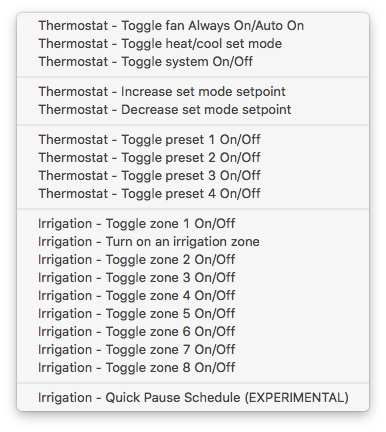 Thermostat - Toggle fan Always On/Auto On
Thermostat - Toggle heat/cool set mode
Thermostat - Toggle system On/Off
Thermostat - Increase set mode setpoint
Thermostat - Decrease set mode setpoint
Thermostat - Toggle preset 1 On/Off
Thermostat - Toggle preset 2 On/Off
Thermostat - Toggle preset 3 On/Off
Thermostat - Toggle preset 4 On/Off
Irrigation - Toggle zone 1 On/Off
Irrigation - Turn on an irrigation zone
Irrigation - Toggle zone 2 On/Off
Irrigation - Toggle zone 3 On/Off
Irrigation - Toggle zone 4 On/Off
Irrigation - Toggle zone 5 On/Off
Irrigation - Toggle zone 6 On/Off
Irrigation - Toggle zone 7 On/Off
Irrigation - Toggle zone 8 On/Off
Irrigation - Quick Pause Schedule (EXPERIMENTAL)